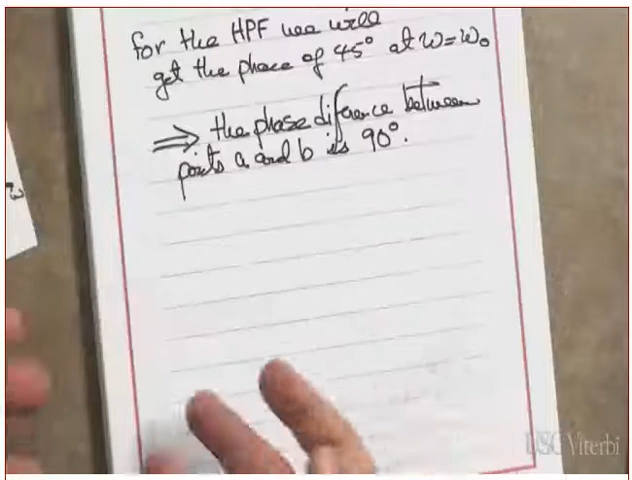 for the HPF we will
get the phase of 45° at ω=ω₀
⇒ the phase diference between
points a and b is 90°.
ω
USC Viterbi